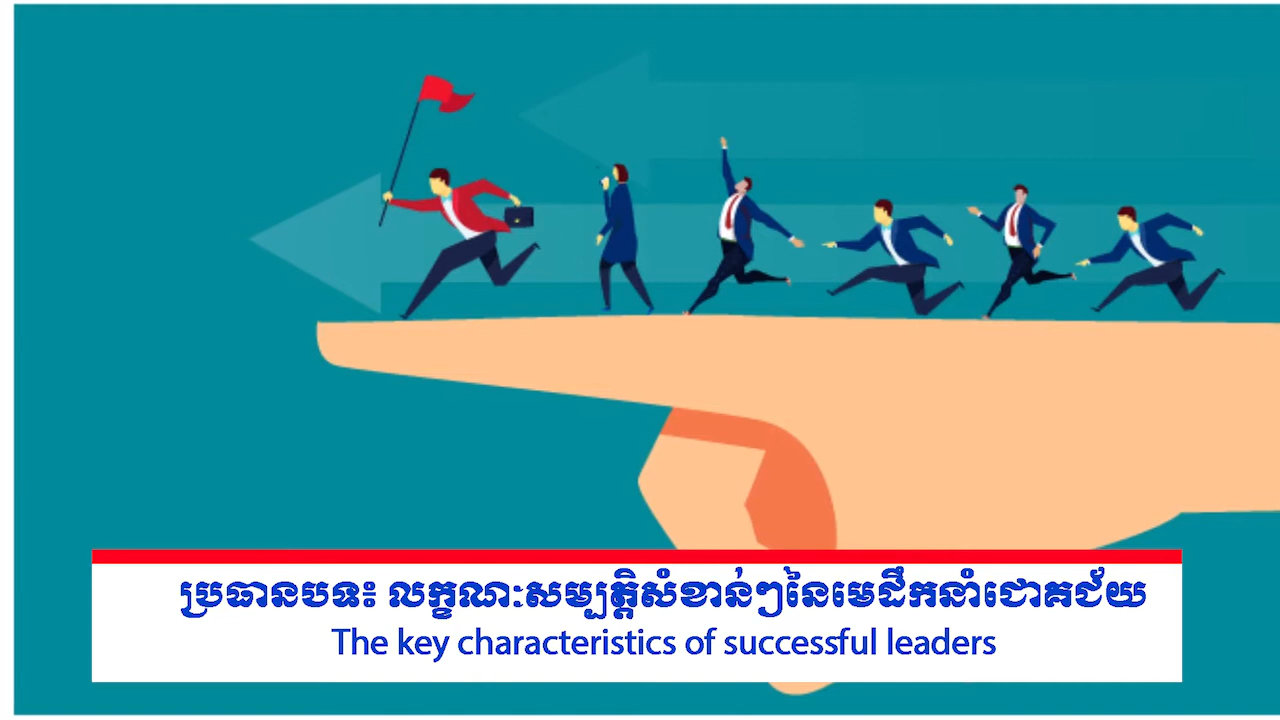 ប្រធានបទ៖ លក្ខណៈសម្បត្តិសំខាន់ៗនៃមេដឹកនាំជោគជ័យ
The key characteristics of successful leaders